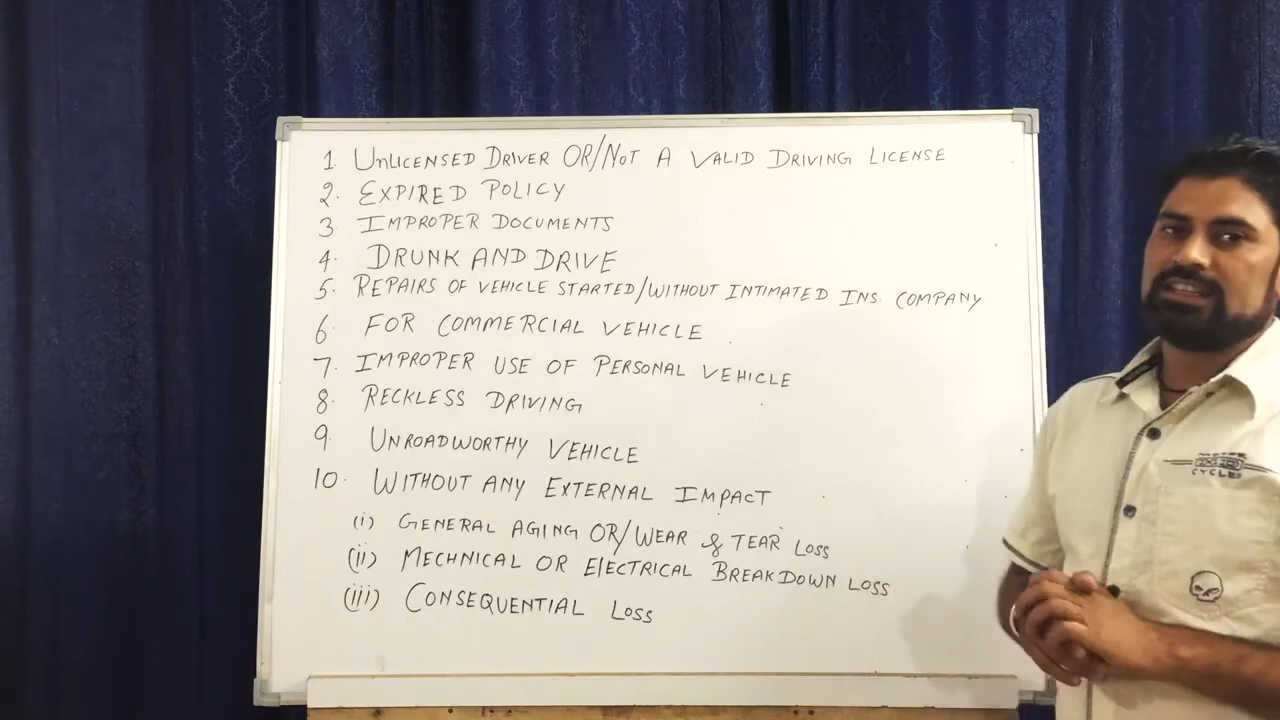 1. UNLICENSED DRIVER OR/NOT A VALID DRIVING LICENSE
2. EXPIRED POLICY
3. IMPROPER DOCUMENTS
4. DRUNK AND DRIVE
5. REPAIRS OF VEHICLE STARTED/WITHOUT INTIMATED INS. COMPANY
6. FOR COMMERCIAL VEHICLE
7. IMPROPER USE OF PERSONAL VEHICLE
8. RECKLESS DRIVING
9. UNROADWORTHY VEHICLE
10. WITHOUT ANY EXTERNAL IMPACT
(i) GENERAL AGING OR/WEAR & TEAR LOSS
(ii) MECHNICAL OR ElECTRICAL BREAKDOWN LOSS
(iii) CONSEQUENTIAL LOSS
CYCLES